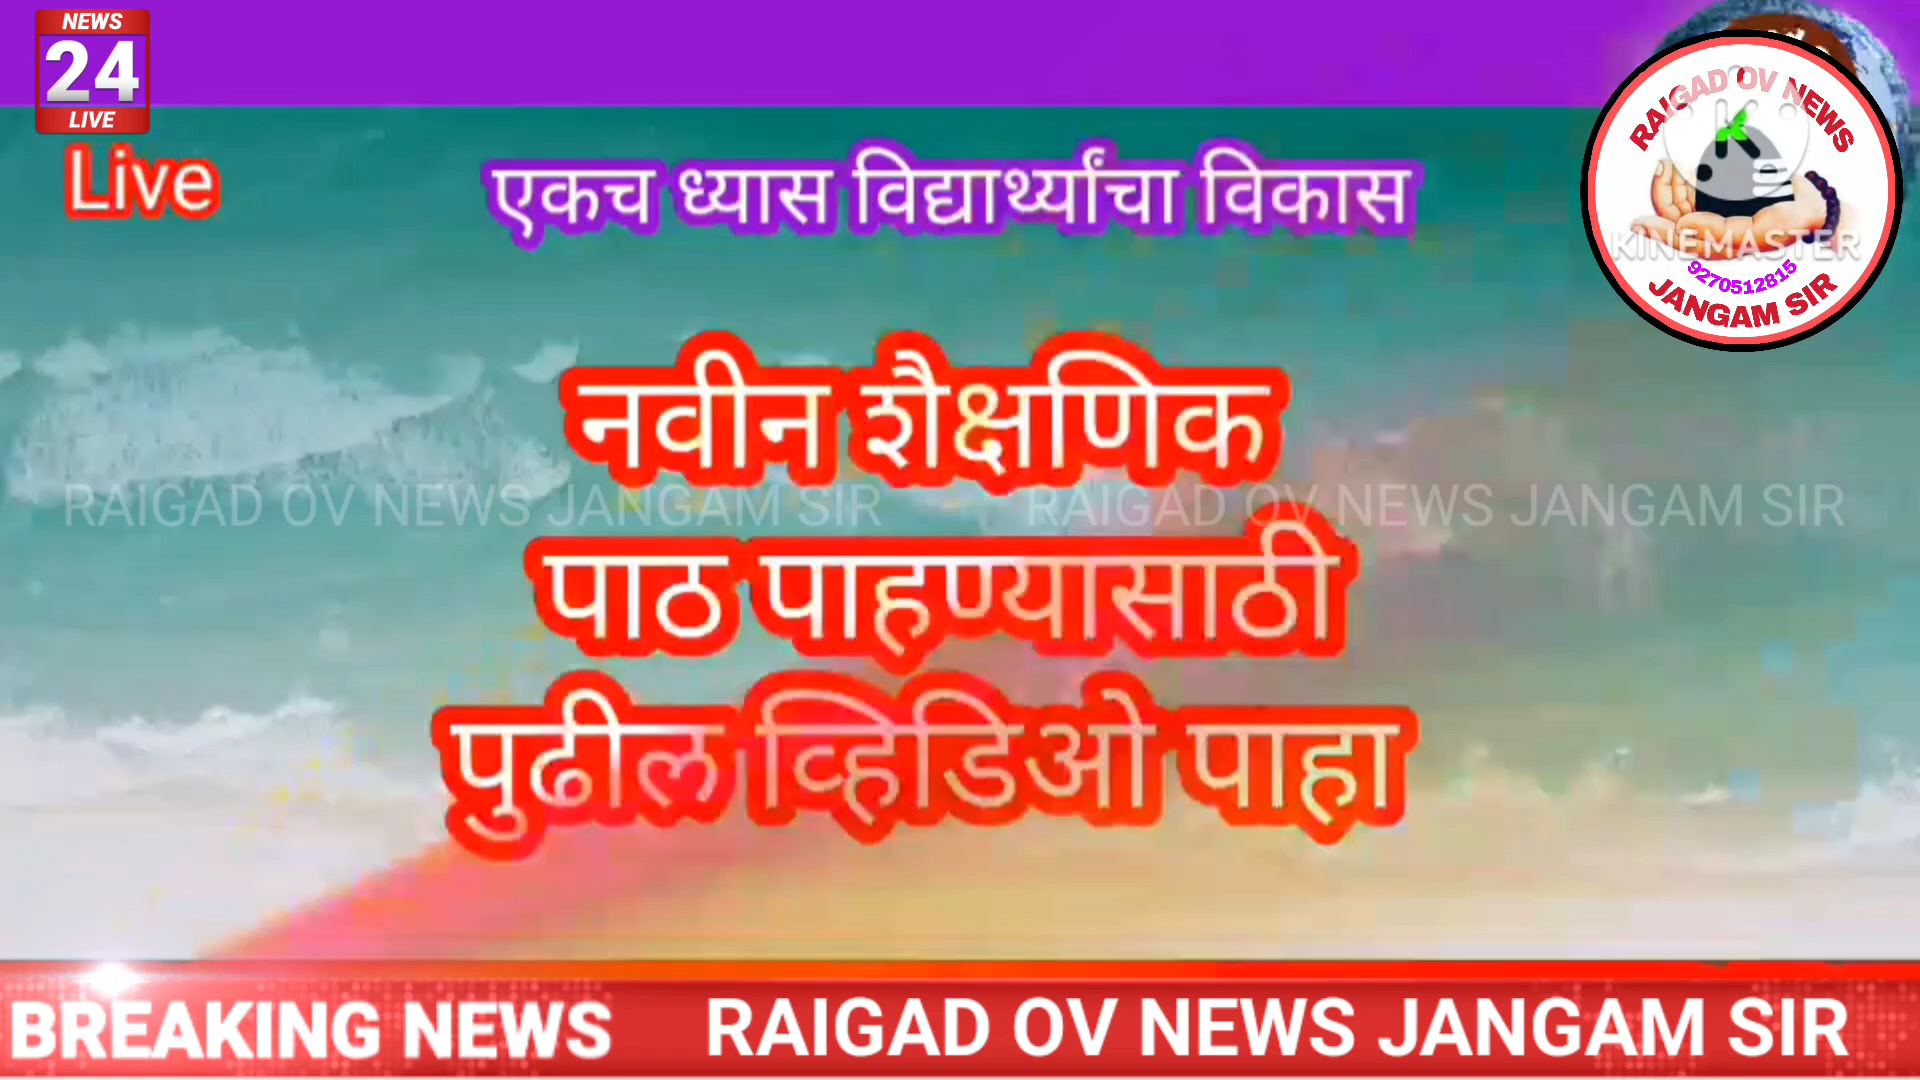 NEWS
24
LIVE
Live
एकच ध्यास विद्यार्थ्यांचा विकास
RAIGAD OV NEWS
KINEMASTER
9270512815
JANGAM SIR
नवीन शैक्षणिक
RAIGAD OV NEWS JANGAM SIR RAIGAD OV NEWS JANGAM SIR
पाठ पाहण्यासाठी
पुढील व्हिडिओ पाहा
BREAKING NEWS RAIGAD OV NEWS JANGAM SIR